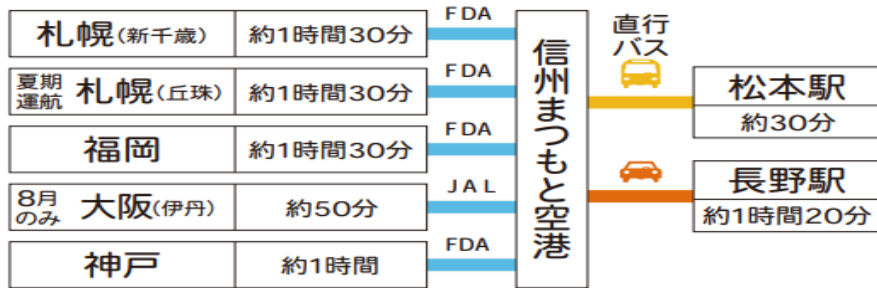 札幌(新千歳) 約1時間30分 FDA
夏期運航 札幌(丘珠) 約1時間30分 FDA
福岡 約1時間30分 FDA
8月のみ 大阪(伊丹) 約50分 JAL
神戸 約1時間 FDA
信州まつもと空港
直行
バス
松本駅
約30分
長野駅
約1時間20分